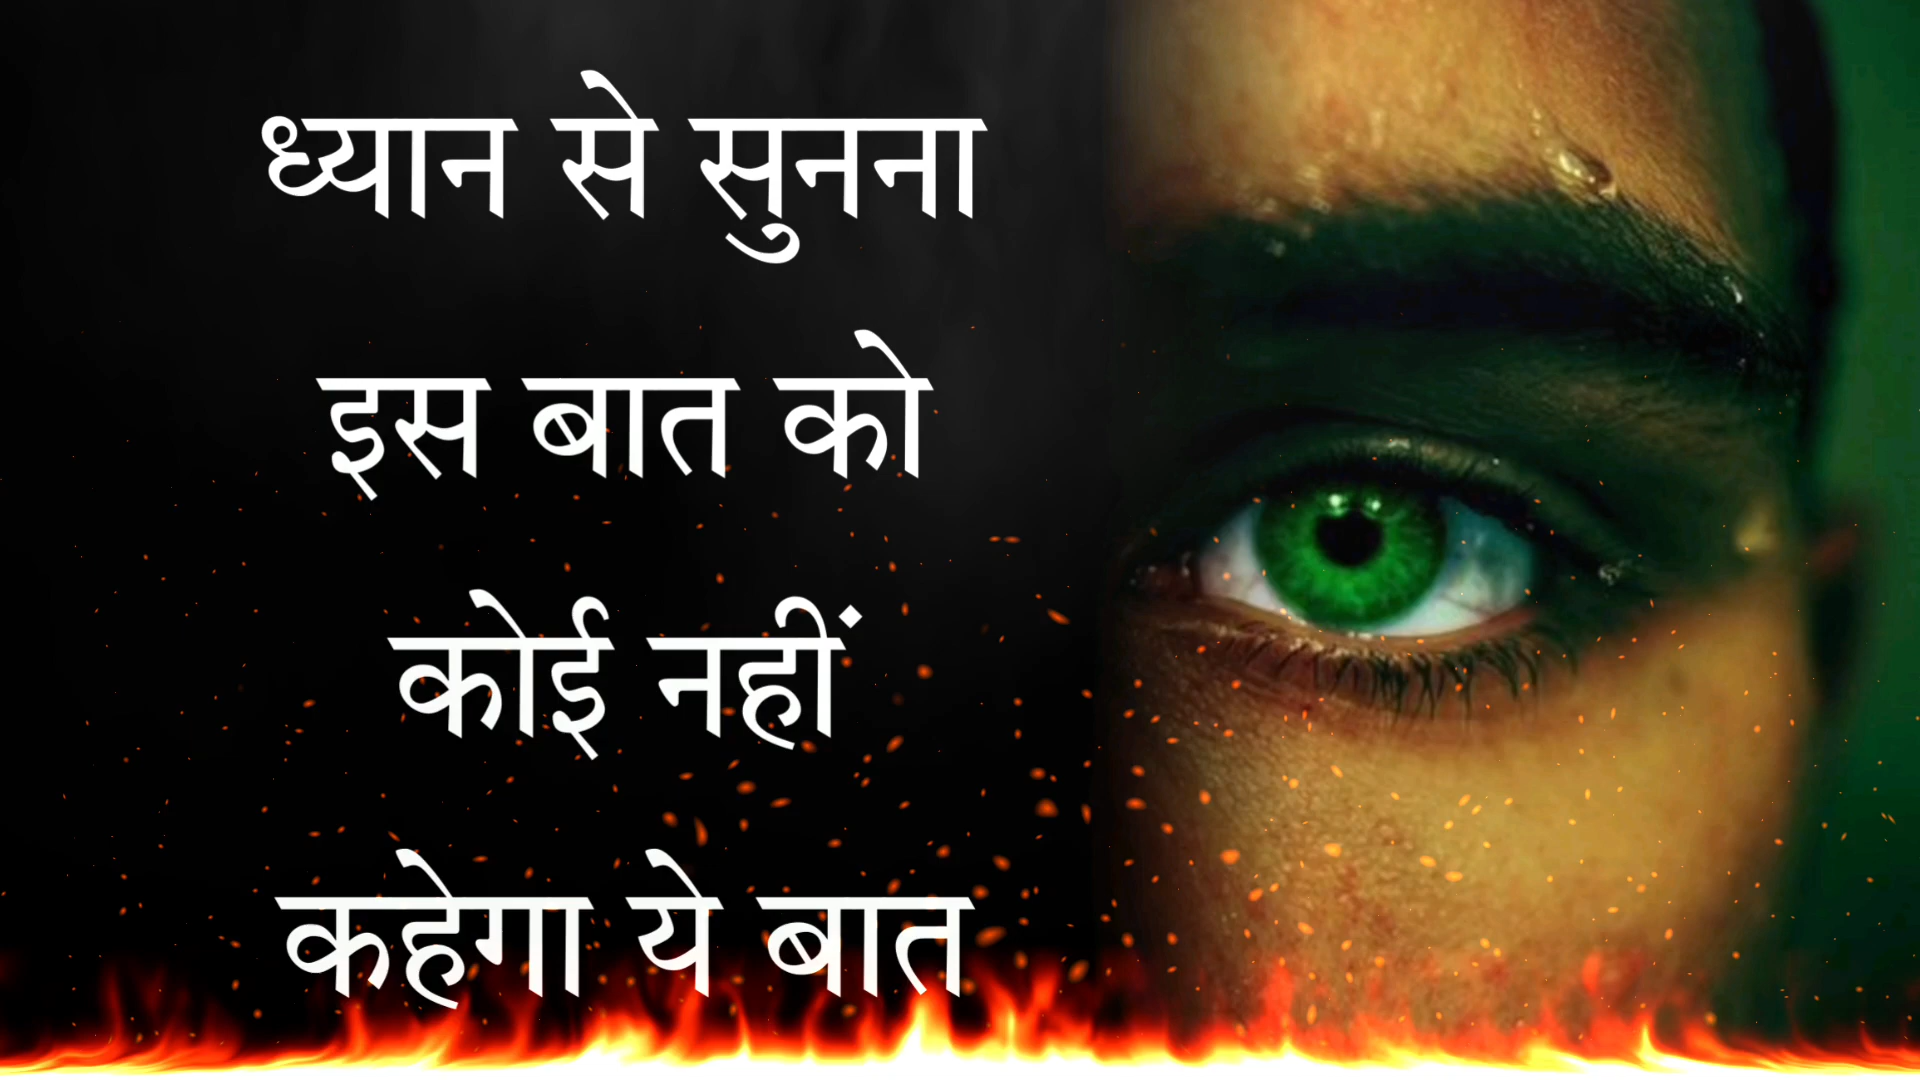 ध्यान से सुनना
इस बात को
कोई नहीं
कहेगा ये बात